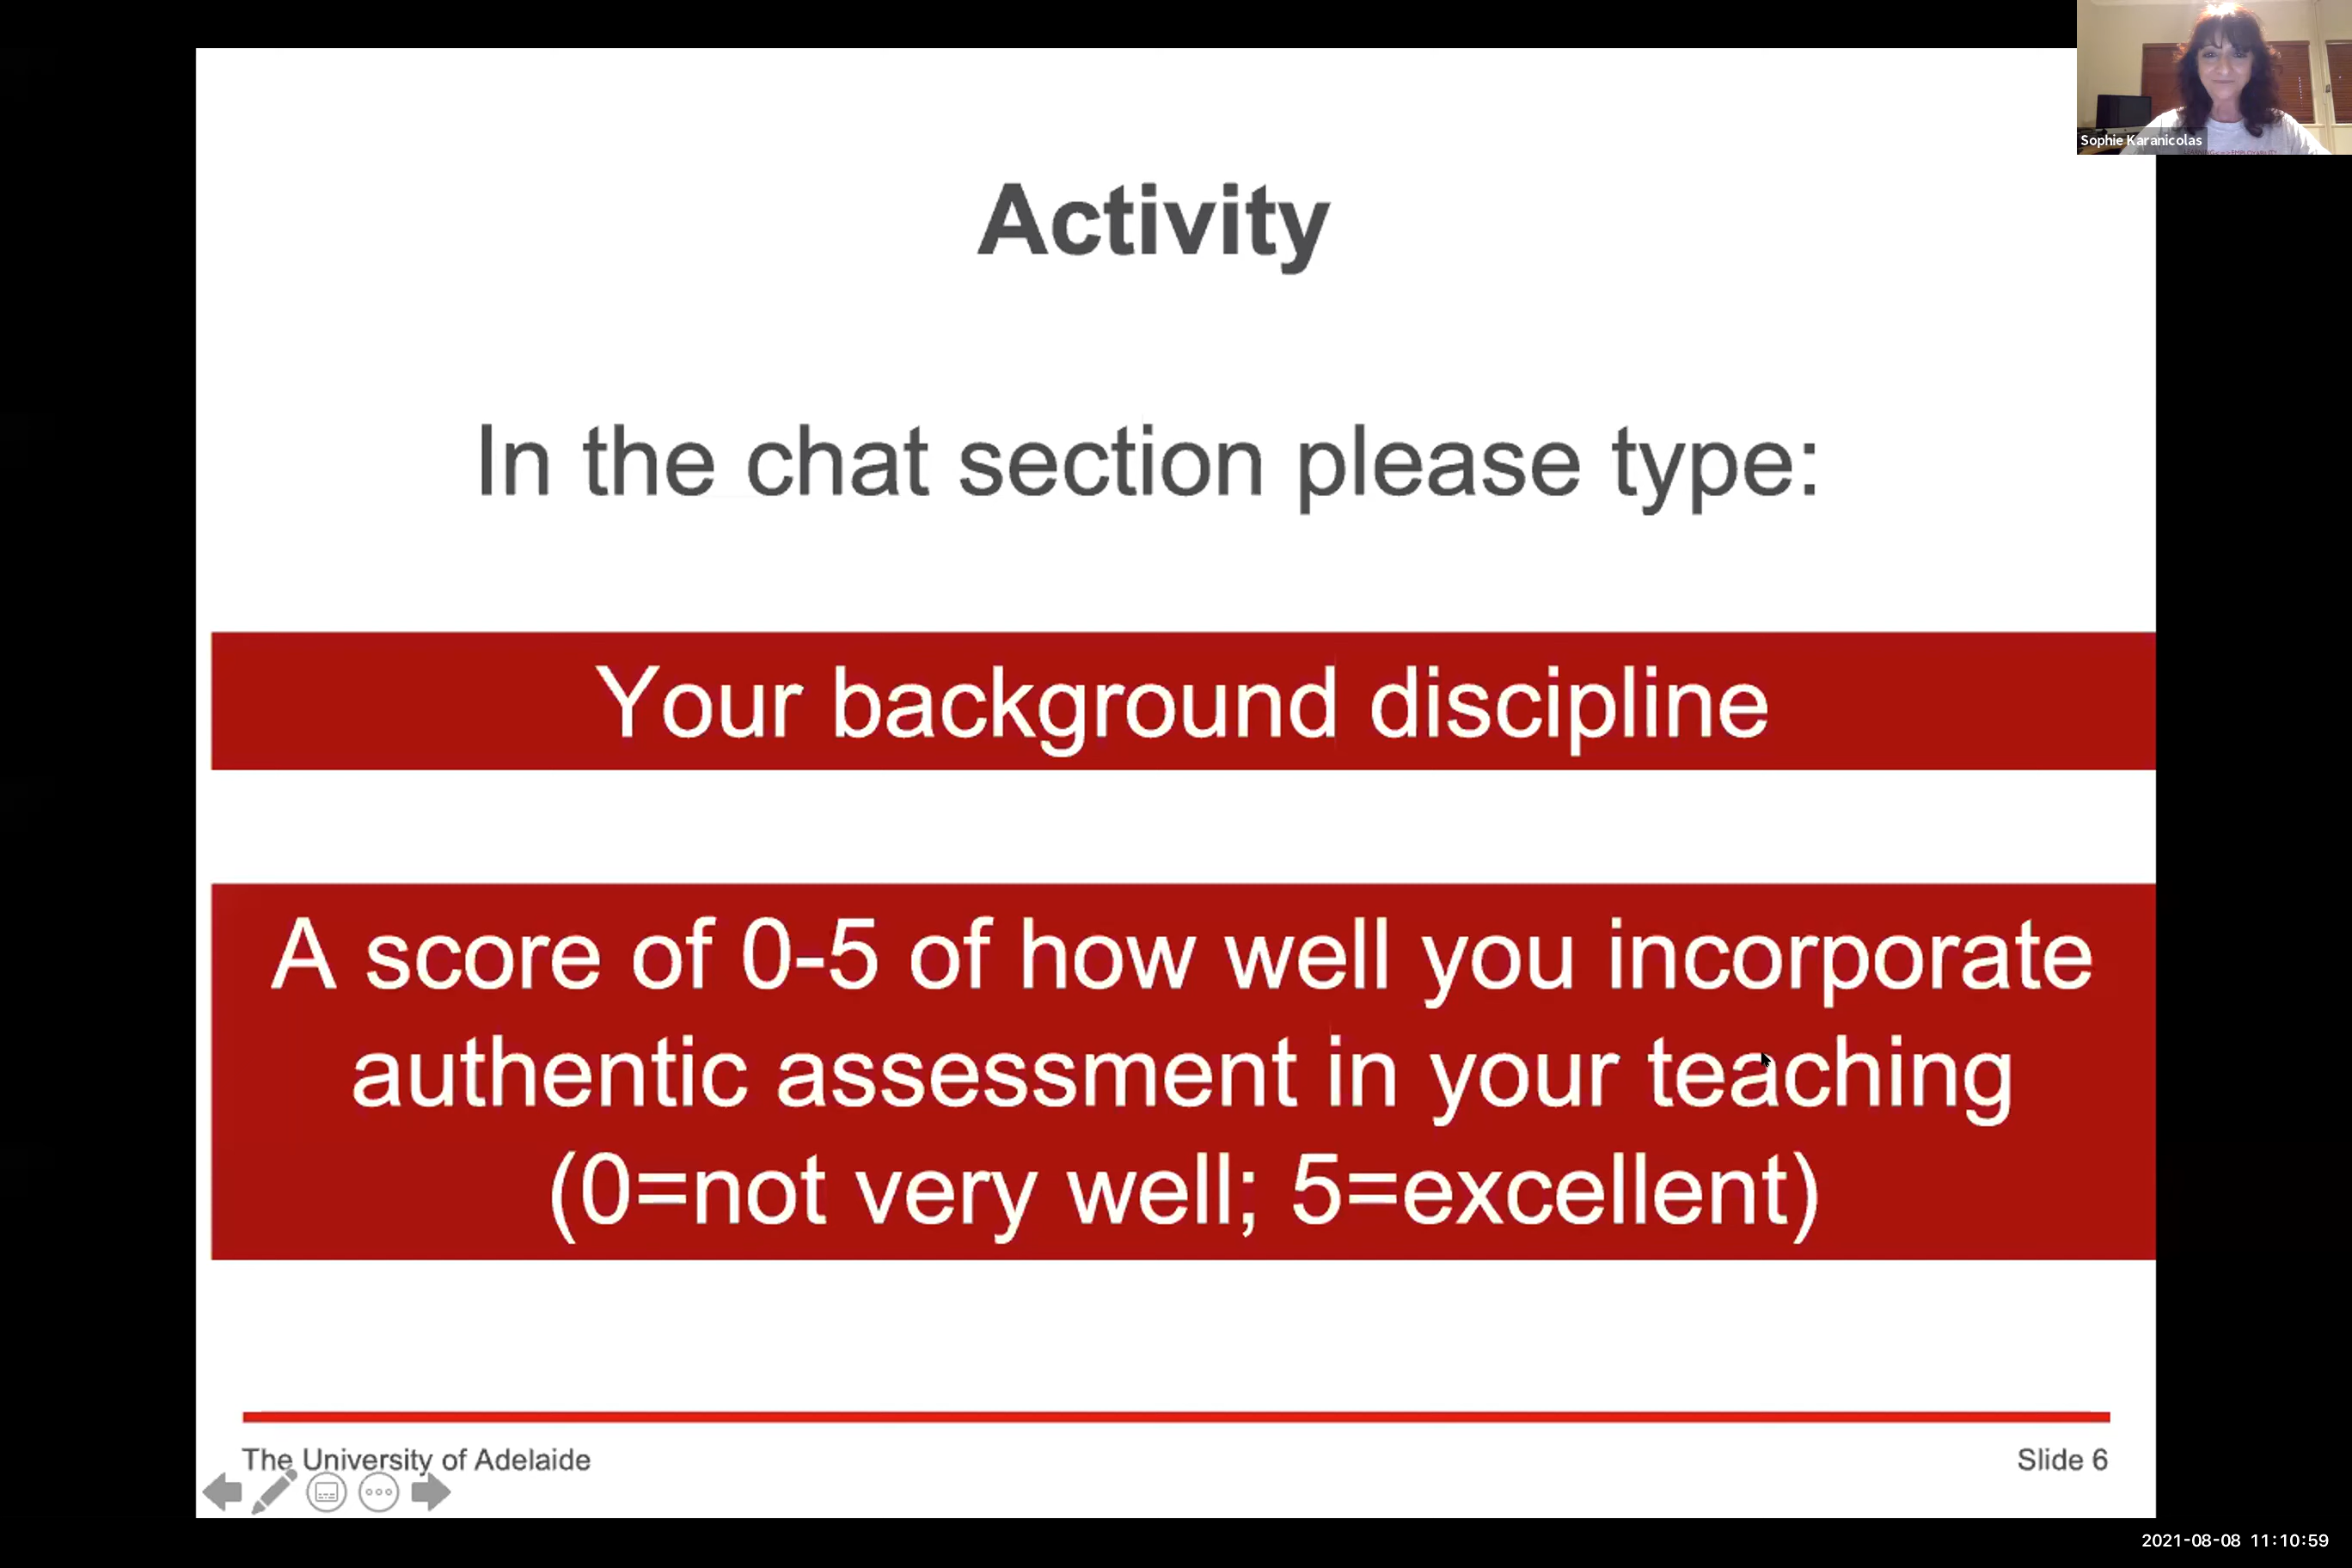 Sophie Karanicolas
Activity
In the chat section please type:
Your background discipline
A score of 0-5 of how well you incorporate
authentic assessment in your teaching
(0=not very well; 5=excellent)
The University of Adelaide
Slide 6
2021-08-08 11:10:59